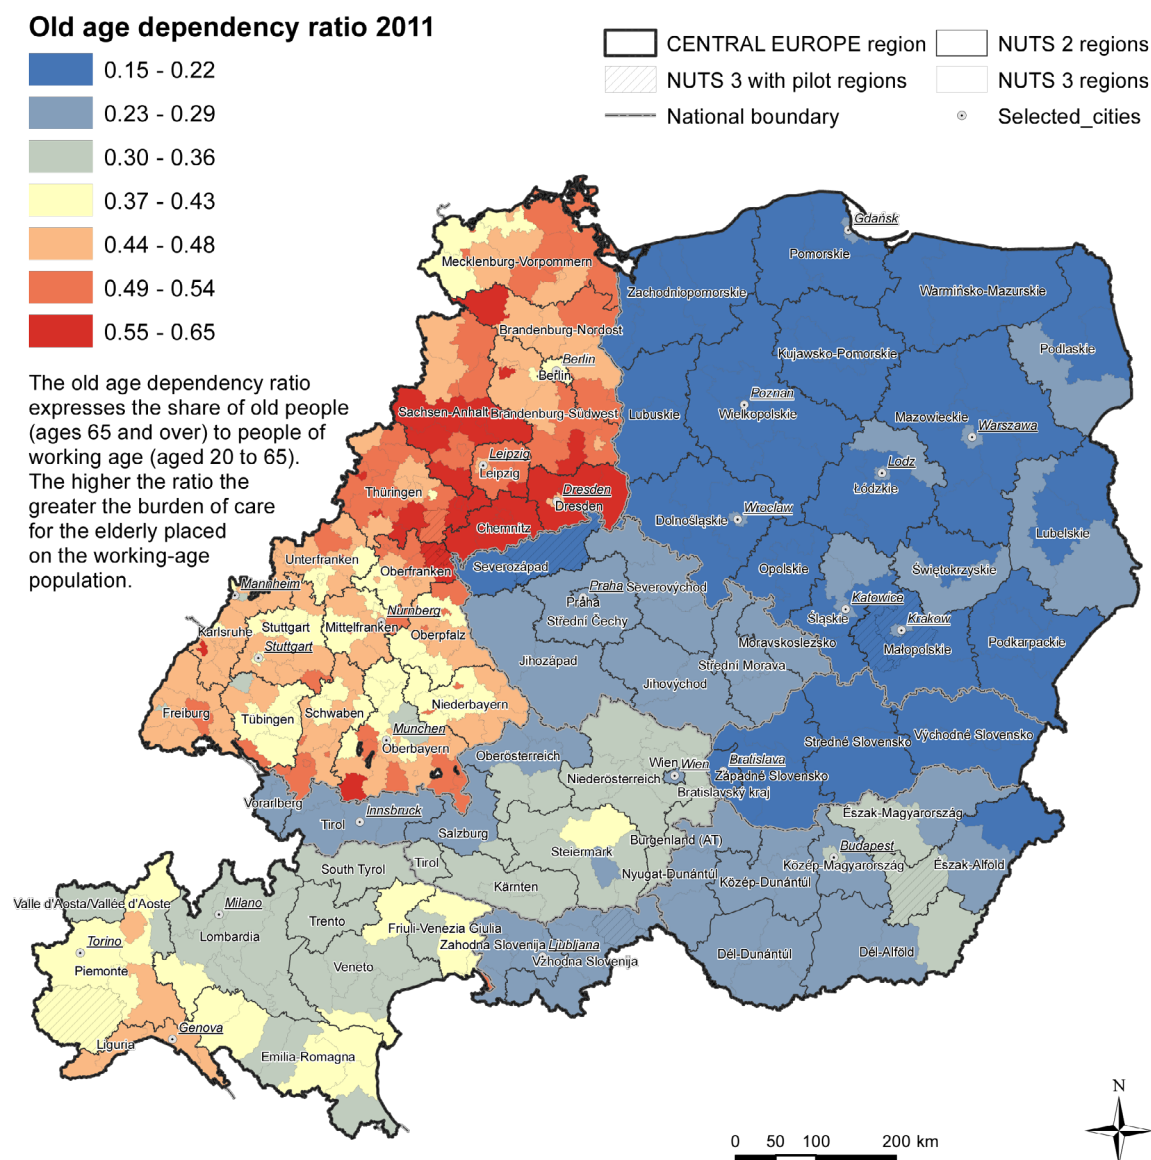 Old age dependency ratio 2011
0.15 - 0.22
0.23 - 0.29
0.30 - 0.36
0.37 - 0.43
0.44 - 0.48
0.49 - 0.54
0.55 - 0.65
CENTRAL EUROPE region
NUTS 2 regions
NUTS 3 with pilot regions
NUTS 3 regions
National boundary
Selected_cities
The old age dependency ratio
expresses the share of old people
(ages 65 and over) to people of
working age (aged 20 to 65).
The higher the ratio the
greater the burden of care
for the elderly placed
on the working-age
population.
Gdańsk
Pomorskie
Mecklenburg-Vorpommern
Zachodniopomorskie
Warmińsko-Mazurskie
Brandenburg-Nordost
Kujawsko-Pomorskie
Podlaskie
Berlin
Berlin
Poznań
Wielkopolskie
Sachsen-Anhalt
Brandenburg-Südwest
Lubuskie
Mazowieckie
Warszawa
Leipzig
Leipzig
Lodz
Łódzkie
Thüringen
Dresden
Dresden
Wroclaw
Dolnośląskie
Chemnitz
Lubelskie
Unterfranken
Oberfranken
Severozápad
Opolskie
Świętokrzyskie
Mannheim
Praha
Severovýchod
Praha
Katowice
Nürnberg
Střední Čechy
Śląskie
Krakow
Karlsruhe
Stuttgart
Mittelfranken
Oberpfalz
Stuttgart
Moravskoslezsko
Małopolskie
Podkarpackie
Jihozápad
Střední Morava
Jihovýchod
Freiburg
Tübingen
Schwaben
Niederbayern
Munchen
Oberbayern
Oberösterreich
Stredné Slovensko
Východné Slovensko
Wien
Wien
Bratislava
Niederösterreich
Západné Slovensko
Bratislavský kraj
Vorarlberg
Innsbruck
Tirol
Salzburg
Észak-Magyarország
Burgenland (AT)
Budapest
Steiermark
Közép-Magyarország
Észak-Alföld
South Tyrol
Tirol
Nyugat-Dunántúl
Közép-Dunántúl
Kärnten
Valle d'Aosta/Vallée d'Aoste
Milano
Trento
Lombardia
Friuli-Venezia Giulia
Torino
Zahodna Slovenija
Ljubljana
Vzhodna Slovenija
Dél-Dunántúl
Dél-Alföld
Piemonte
Veneto
Genova
Liguria
Emilia-Romagna
N
0 50 100 200 km